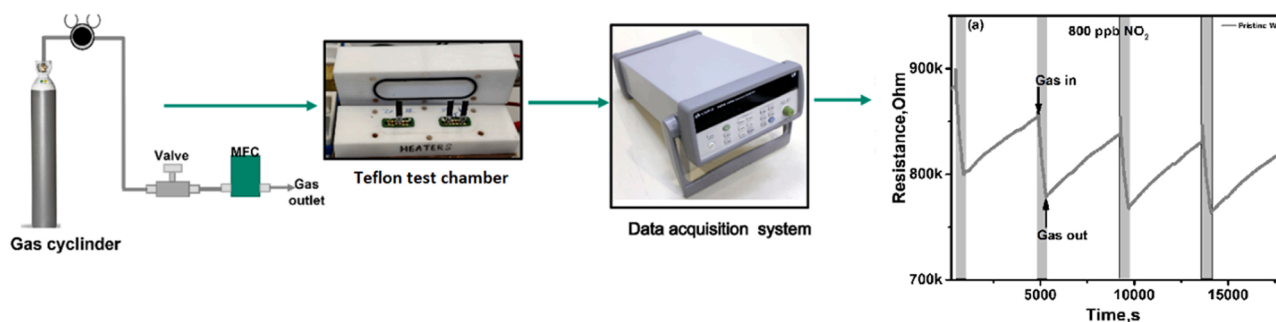 Gas cyclinder
Valve
MFC
Gas
outlet
HEATERS
Teflon test chamber
Data acquisition system
(a)
800 ppb NO₂
Pristine W
Gas in
Gas out
Resistance,Ohm
900k
800k
700k
5000
10000
15000
Time,s